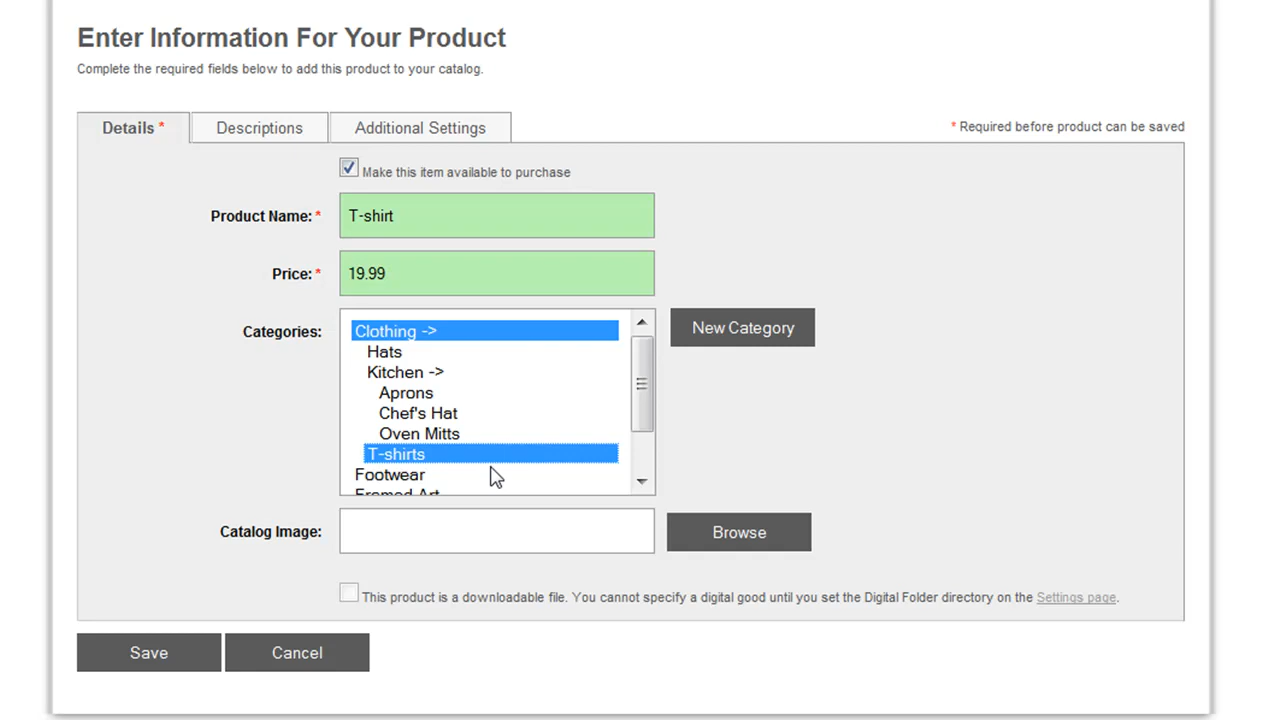 Enter Information For Your Product
Complete the required fields below to add this product to your catalog.
Details *
Descriptions
Additional Settings
* Required before product can be saved
Make this item available to purchase
Product Name: * T-shirt
Price: * 19.99
Categories:
Clothing ->
Hats
Kitchen ->
Aprons
Chef's Hat
Oven Mitts
T-shirts
Footwear
Framed Art
New Category
Catalog Image:
Browse
This product is a downloadable file. You cannot specify a digital good until you set the Digital Folder directory on the Settings page.
Save
Cancel